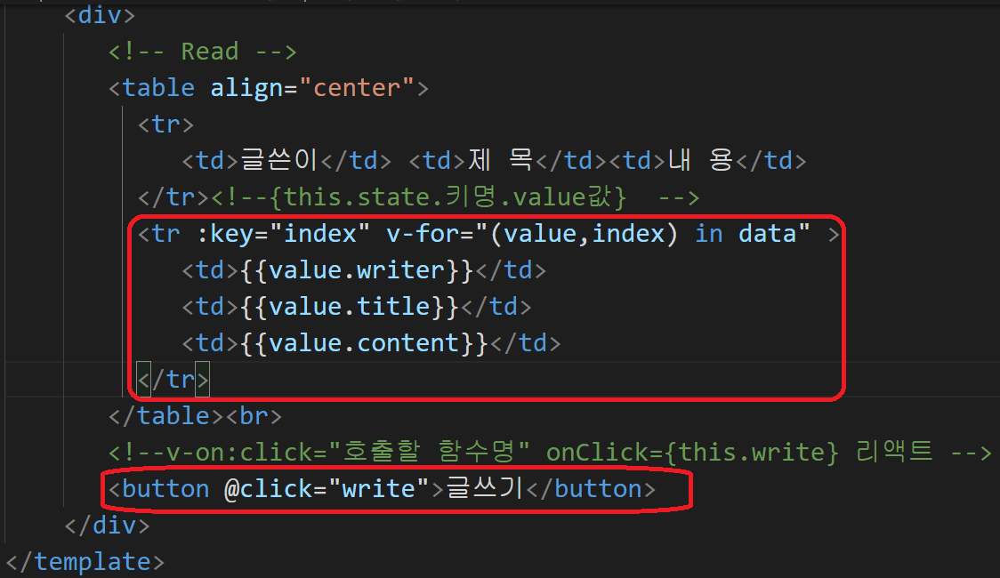 <div>
<!-- Read -->
<table align="center">
<tr>
<td>글쓴이</td> <td>제 목</td><td>내 용</td>
</tr><!--{this.state.키명.value값}  -->
<tr :key="index" v-for="(value,index) in data" >
<td>{{value.writer}}</td>
<td>{{value.title}}</td>
<td>{{value.content}}</td>
</tr>
</table><br>
<!--v-on:click="호출할 함수명" onClick={this.write} 리액트 -->
<button @click="write">글쓰기</button>
</div>
</template>